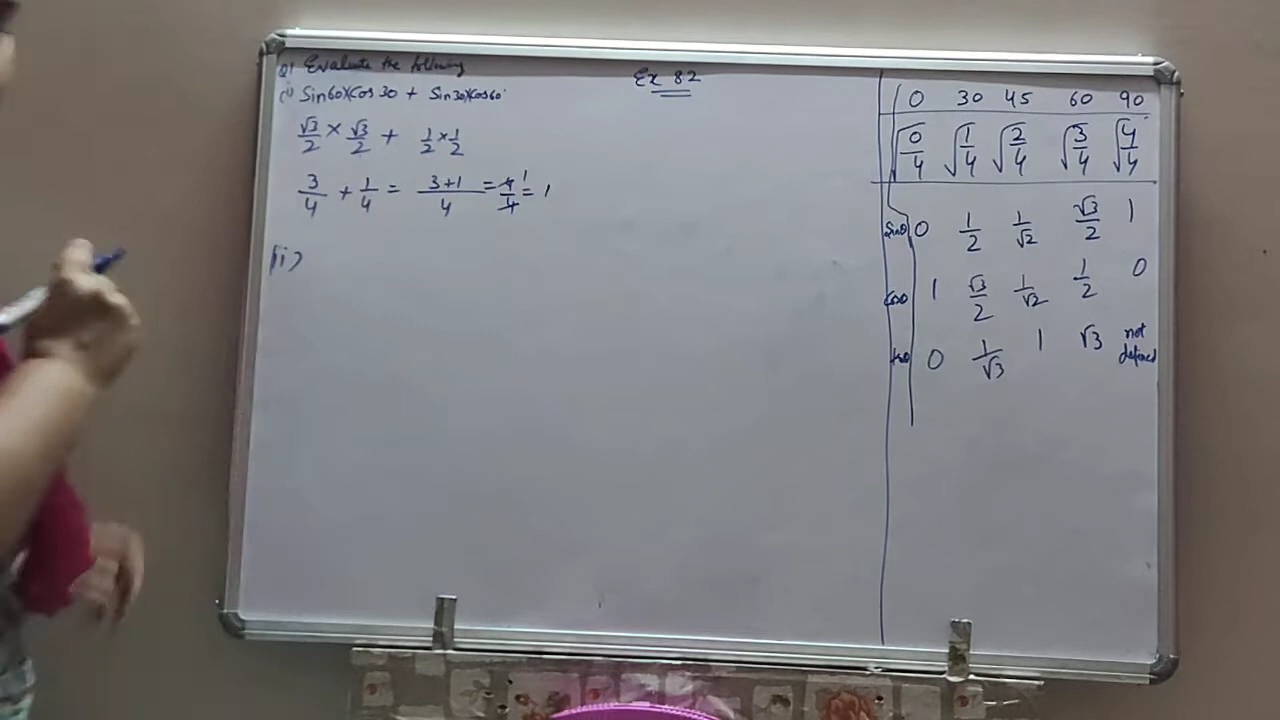 Q1 Evaluate the following
Ex 8.2
(i) Sin60×Cos 30 + Sin30×Cos60°
√3/2 × √3/2 + 1/2 × 1/2
3/4 + 1/4 = 3+1/4 = 4/4 1 = 1
(ii)
0 30 45 60 90
√0/4 √1/4 √2/4 √3/4 √4/4
Sinθ 0 1/2 1/√2 √3/2 1
Cosθ 1 √3/2 1/√2 1/2 0
tanθ 0 1/√3 1 √3 not defined